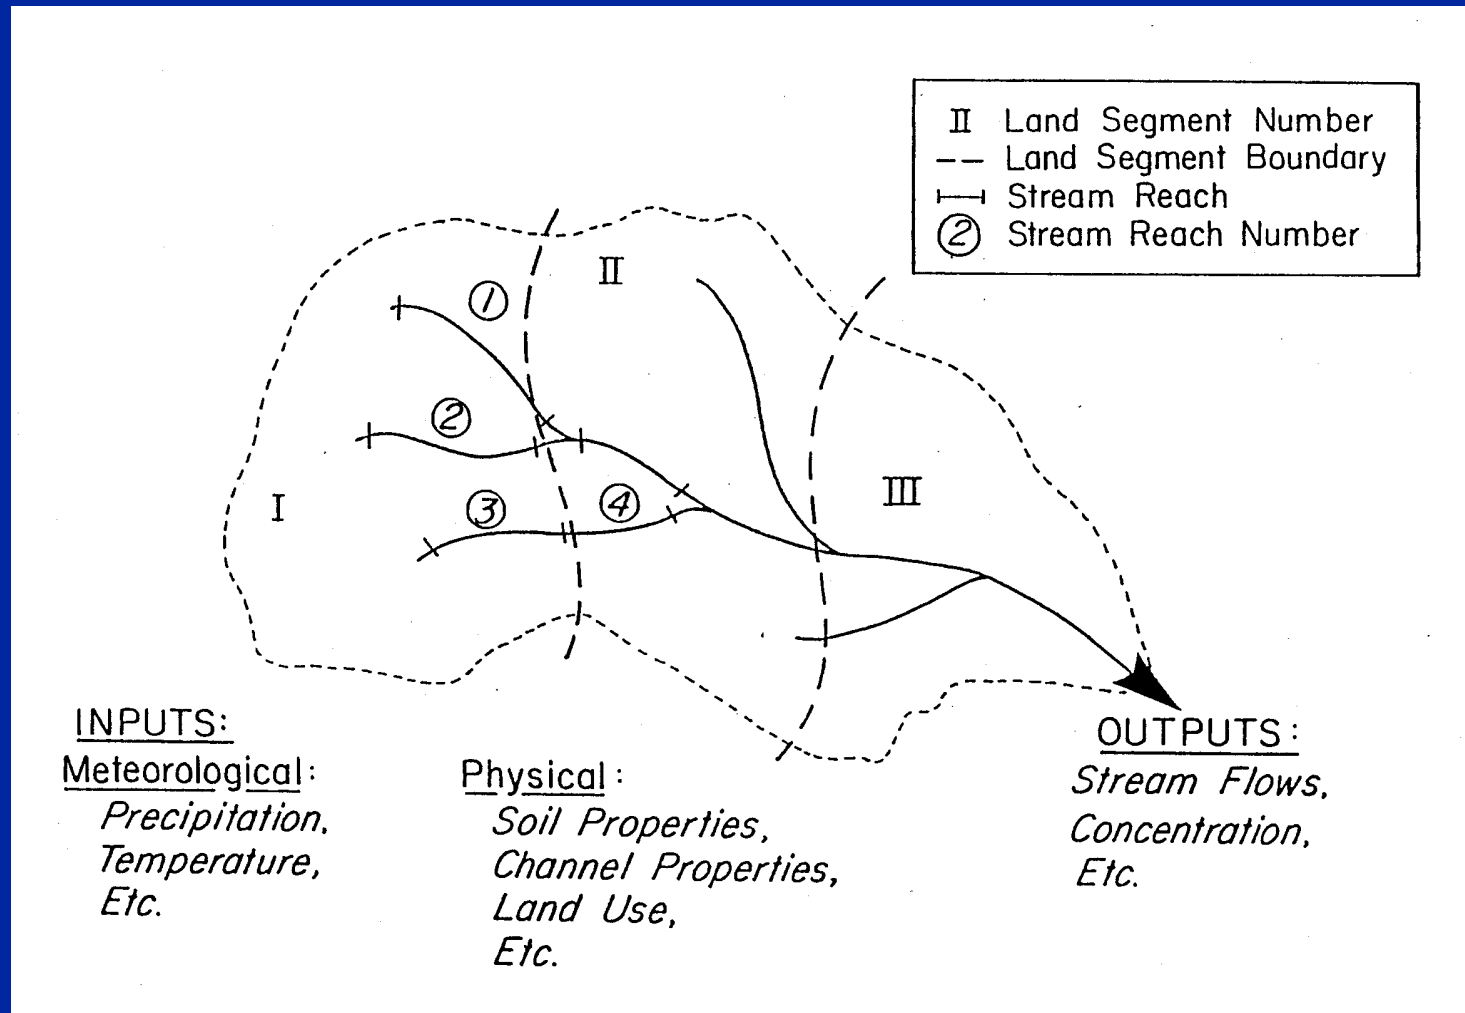 II Land Segment Number
Land Segment Boundary
Stream Reach
② Stream Reach Number
II
①
②
III
I
③
④
INPUTS:
Meteorological:
Precipitation,
Temperature,
Etc.
Physical:
Soil Properties,
Channel Properties,
Land Use,
Etc.
OUTPUTS:
Stream Flows,
Concentration,
Etc.